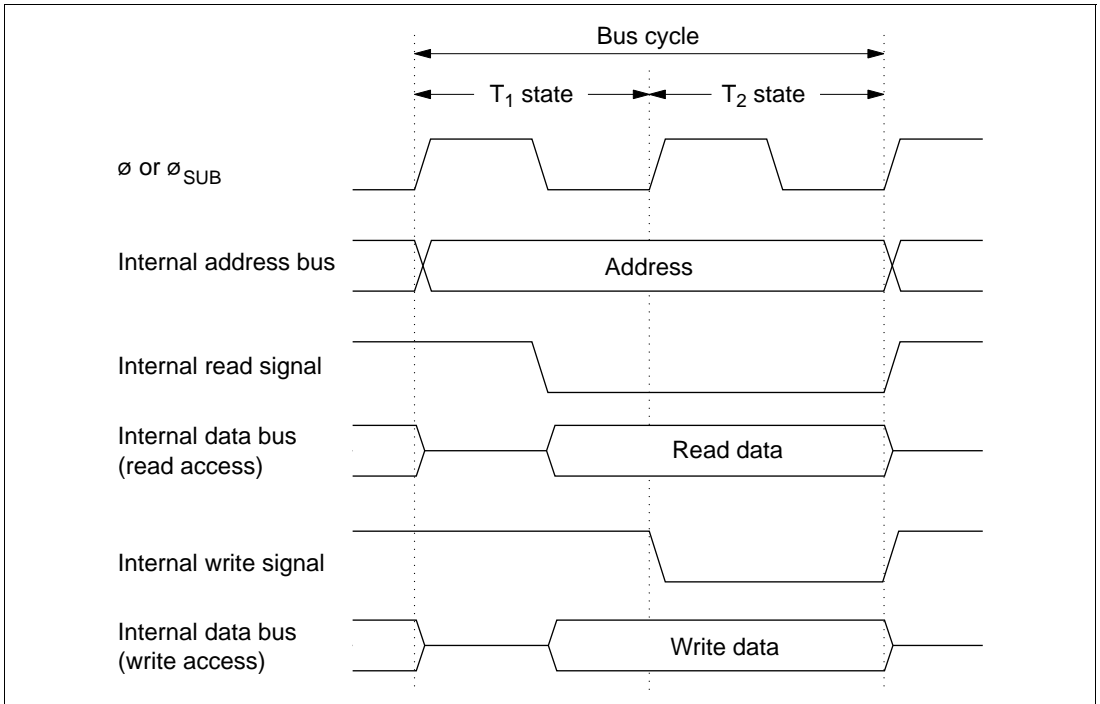 Bus cycle
T1 state
T2 state
ø or øSUB
Internal address bus
Address
Internal read signal
Internal data bus
(read access)
Read data
Internal write signal
Internal data bus
(write access)
Write data